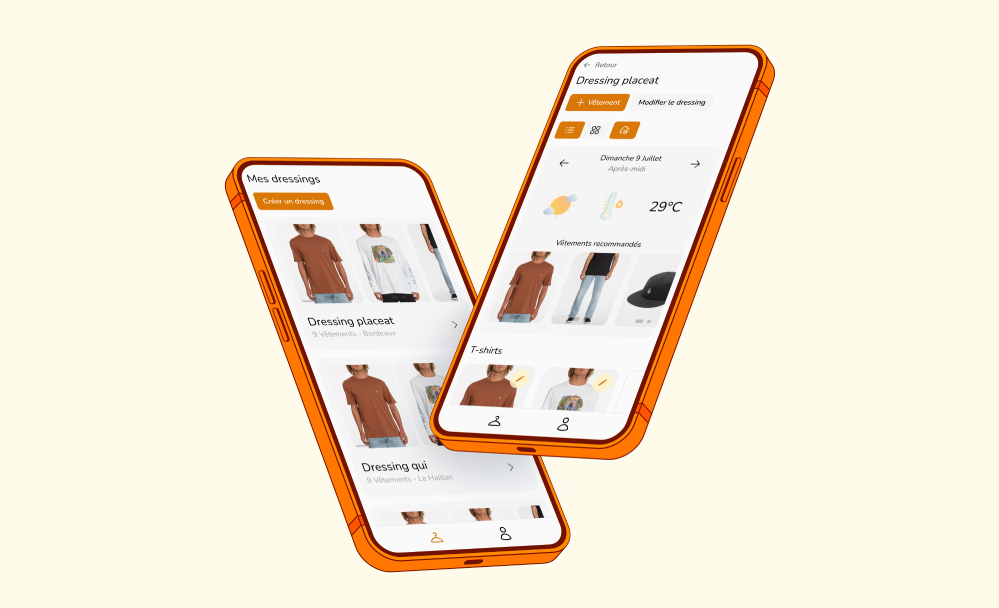 Mes dressings
Créer un dressing
Dressing placeat
9 Vêtements - Bordeaux
Dressing qui
9 Vêtements - Le Haillan
Retour
Dressing placeat
Vêtement
Modifier le dressing
Dimanche 9 Juillet
Après-midi
29°C
Vêtements recommandés
T-shirts